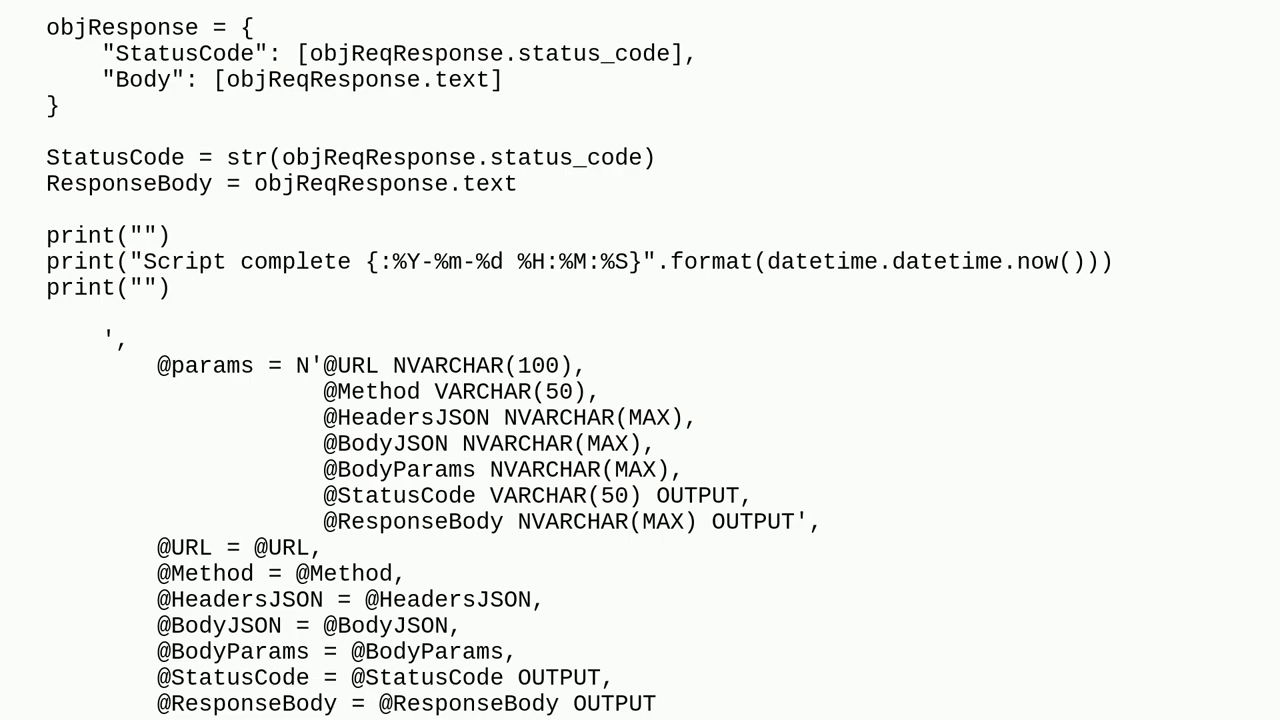 objResponse = {
    "StatusCode": [objReqResponse.status_code],
    "Body": [objReqResponse.text]
}

StatusCode = str(objReqResponse.status_code)
ResponseBody = objReqResponse.text

print("")
print("Script complete {:%Y-%m-%d %H:%M:%S}".format(datetime.datetime.now()))
print("")

    ',
        @params = N'@URL NVARCHAR(100),
                    @Method VARCHAR(50),
                    @HeadersJSON NVARCHAR(MAX),
                    @BodyJSON NVARCHAR(MAX),
                    @BodyParams NVARCHAR(MAX),
                    @StatusCode VARCHAR(50) OUTPUT,
                    @ResponseBody NVARCHAR(MAX) OUTPUT',
        @URL = @URL,
        @Method = @Method,
        @HeadersJSON = @HeadersJSON,
        @BodyJSON = @BodyJSON,
        @BodyParams = @BodyParams,
        @StatusCode = @StatusCode OUTPUT,
        @ResponseBody = @ResponseBody OUTPUT